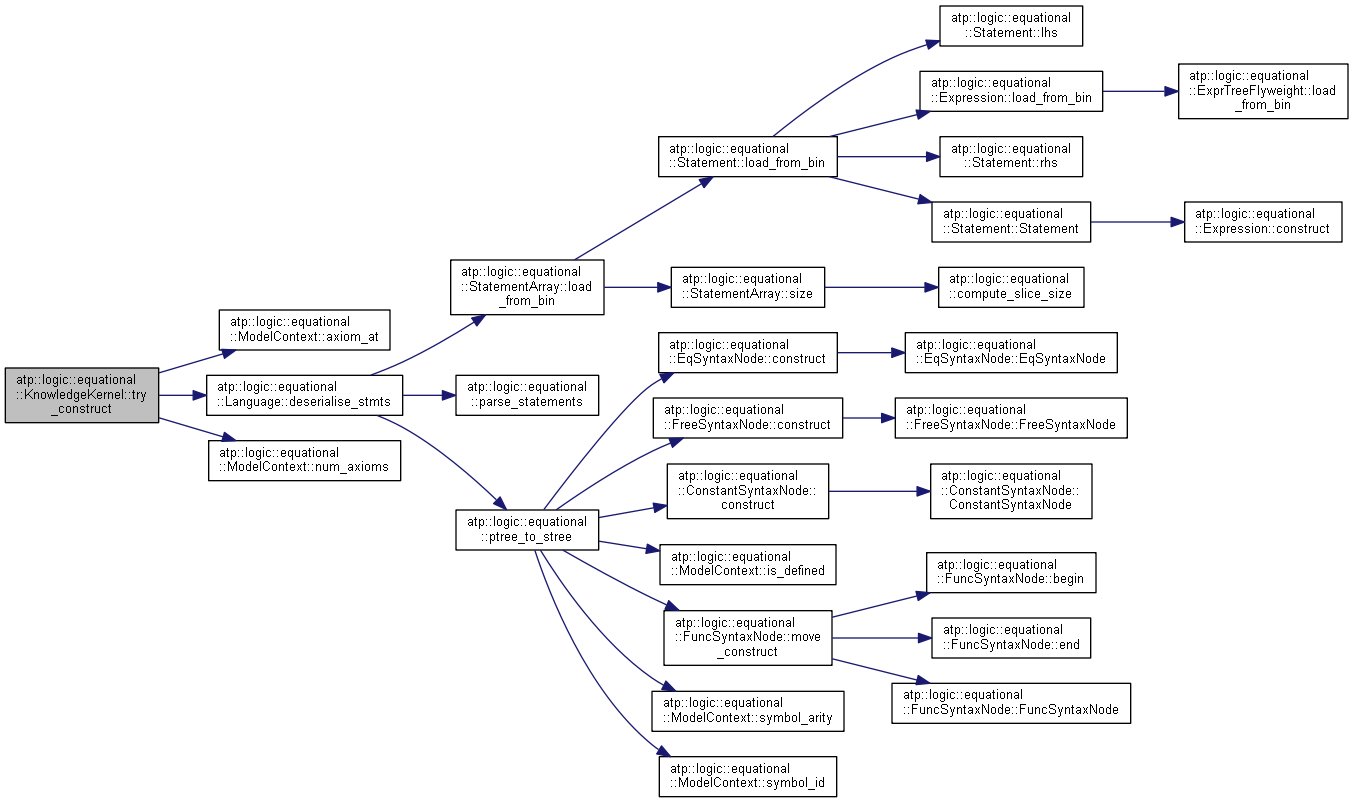 atp::logic::equational
::KnowledgeKernel::try
_construct
atp::logic::equational
::ModelContext::axiom_at
atp::logic::equational
::Language::deserialise_stmts
atp::logic::equational
::ModelContext::num_axioms
atp::logic::equational
::StatementArray::load
_from_bin
atp::logic::equational
::parse_statements
atp::logic::equational
::ptree_to_stree
atp::logic::equational
::Statement::load_from_bin
atp::logic::equational
::StatementArray::size
atp::logic::equational
::EqSyntaxNode::construct
atp::logic::equational
::FreeSyntaxNode::construct
atp::logic::equational
::ConstantSyntaxNode::
construct
atp::logic::equational
::ModelContext::is_defined
atp::logic::equational
::FuncSyntaxNode::move
_construct
atp::logic::equational
::ModelContext::symbol_arity
atp::logic::equational
::ModelContext::symbol_id
atp::logic::equational
::Statement::lhs
atp::logic::equational
::Expression::load_from_bin
atp::logic::equational
::Statement::rhs
atp::logic::equational
::Statement::Statement
atp::logic::equational
::compute_slice_size
atp::logic::equational
::EqSyntaxNode::EqSyntaxNode
atp::logic::equational
::FreeSyntaxNode::FreeSyntaxNode
atp::logic::equational
::ConstantSyntaxNode::
ConstantSyntaxNode
atp::logic::equational
::FuncSyntaxNode::begin
atp::logic::equational
::FuncSyntaxNode::end
atp::logic::equational
::FuncSyntaxNode::FuncSyntaxNode
atp::logic::equational
::ExprTreeFlyweight::load
_from_bin
atp::logic::equational
::Expression::construct